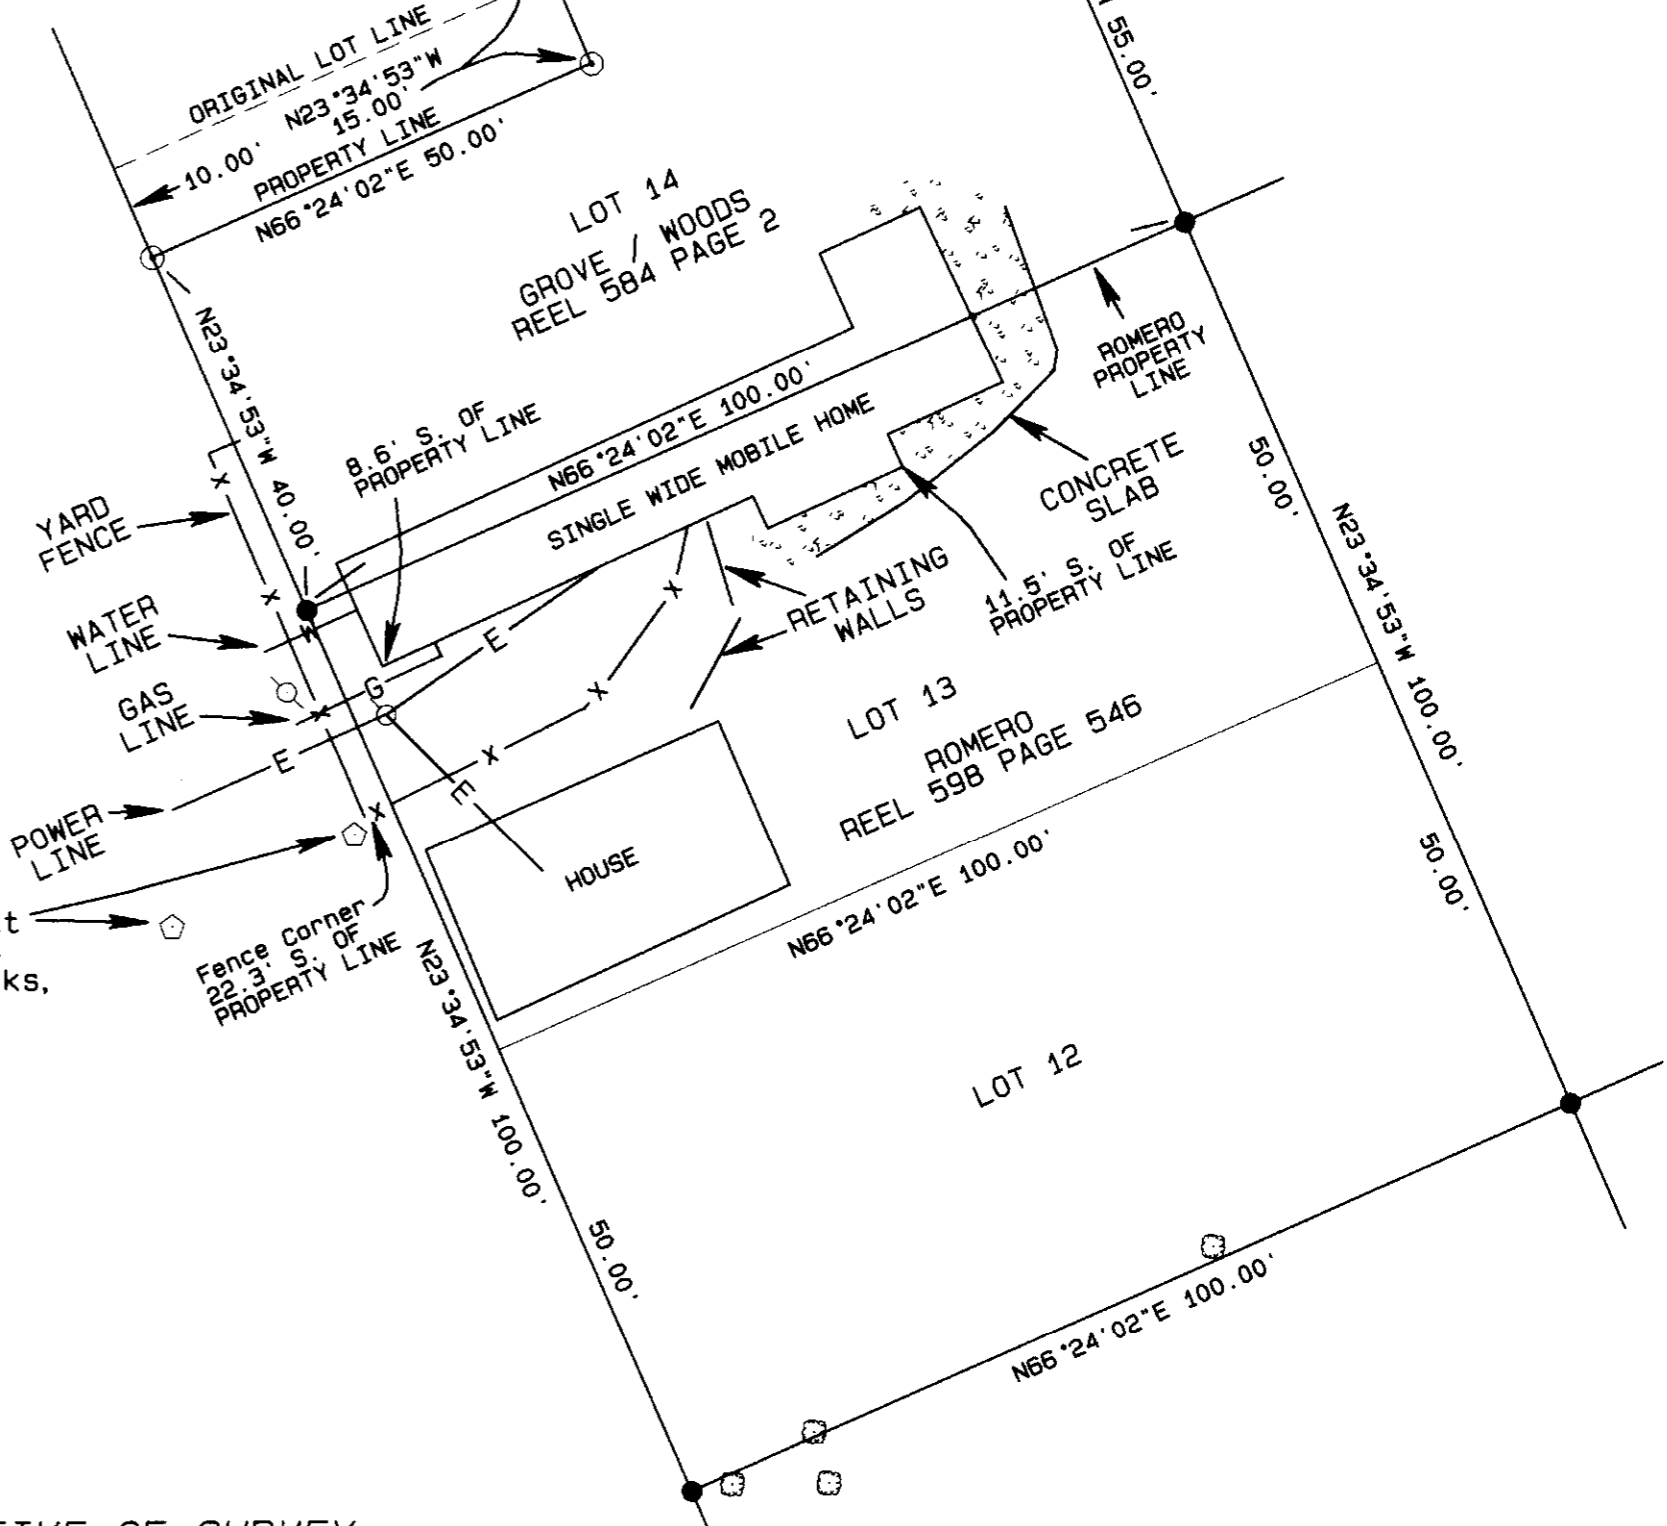 ORIGINAL LOT LINE
N23°34'53"W
15.00'
10.00'
PROPERTY LINE
N66°24'02"E 50.00'
55.00'
LOT 14
GROVE / WOODS
REEL 584 PAGE 2
N23°34'53"W 40.00'
8.6' S. OF
PROPERTY LINE
N66°24'02"E 100.00'
SINGLE WIDE MOBILE HOME
ROMERO
PROPERTY
LINE
CONCRETE
SLAB
11.5' S. OF
PROPERTY LINE
RETAINING
WALLS
50.00'
N23°34'53"W 100.00'
YARD
FENCE
X
X
WATER
LINE
W
GAS
LINE
G
X
E
E
X
X
X
X
E
POWER
LINE
X
E
HOUSE
LOT 13
ROMERO
REEL 598 PAGE 546
N66°24'02"E 100.00'
50.00'
t
ks,
Fence Corner
22.3' S. OF
PROPERTY LINE
N23°34'53"W 100.00'
LOT 12
50.00'
N66°24'02"E 100.00'
OF SURVEY